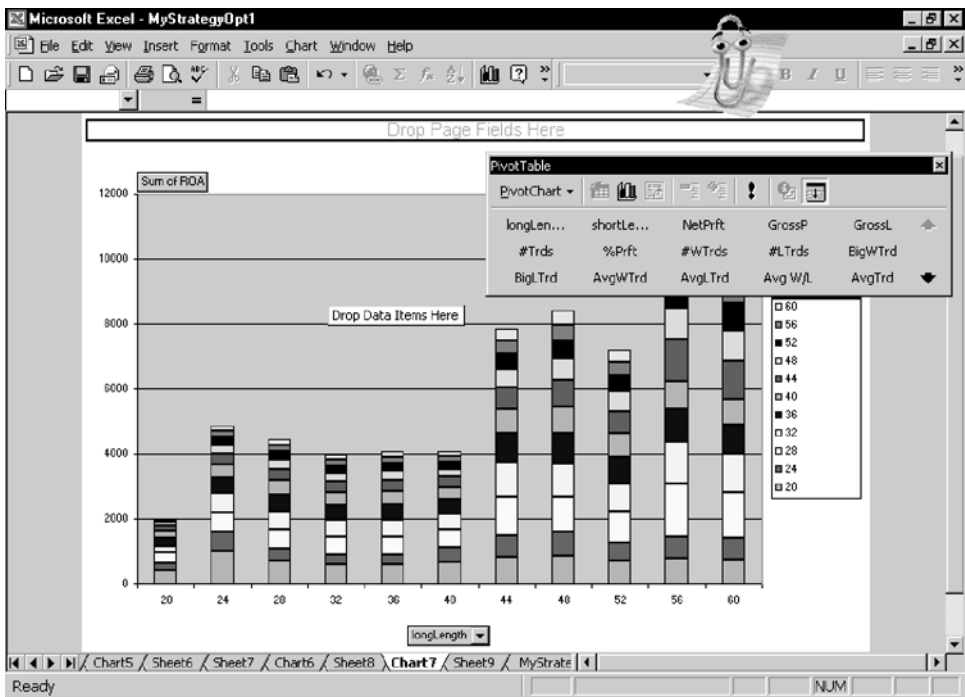 Microsoft Excel - MyStrategyOpt1
File Edit View Insert Format Tools Chart Window Help
ABC Σ fx B I U
=
Drop Page Fields Here
PivotTable
PivotChart
longLen... shortLe... NetPrft GrossP GrossL
#Trds %Prft #WTrds #LTrds BigWTrd
BigLTrd AvgWTrd AvgLTrd Avg W/L AvgTrd
Sum of ROA
12000
10000
8000
6000
4000
2000
0
Drop Data Items Here
60
56
52
48
44
40
36
32
28
24
20
20 24 28 32 36 40 44 48 52 56 60
longLength
Chart5 Sheet6 Sheet7 Chart6 Sheet8 Chart7 Sheet9 MyStrate
Ready NUM